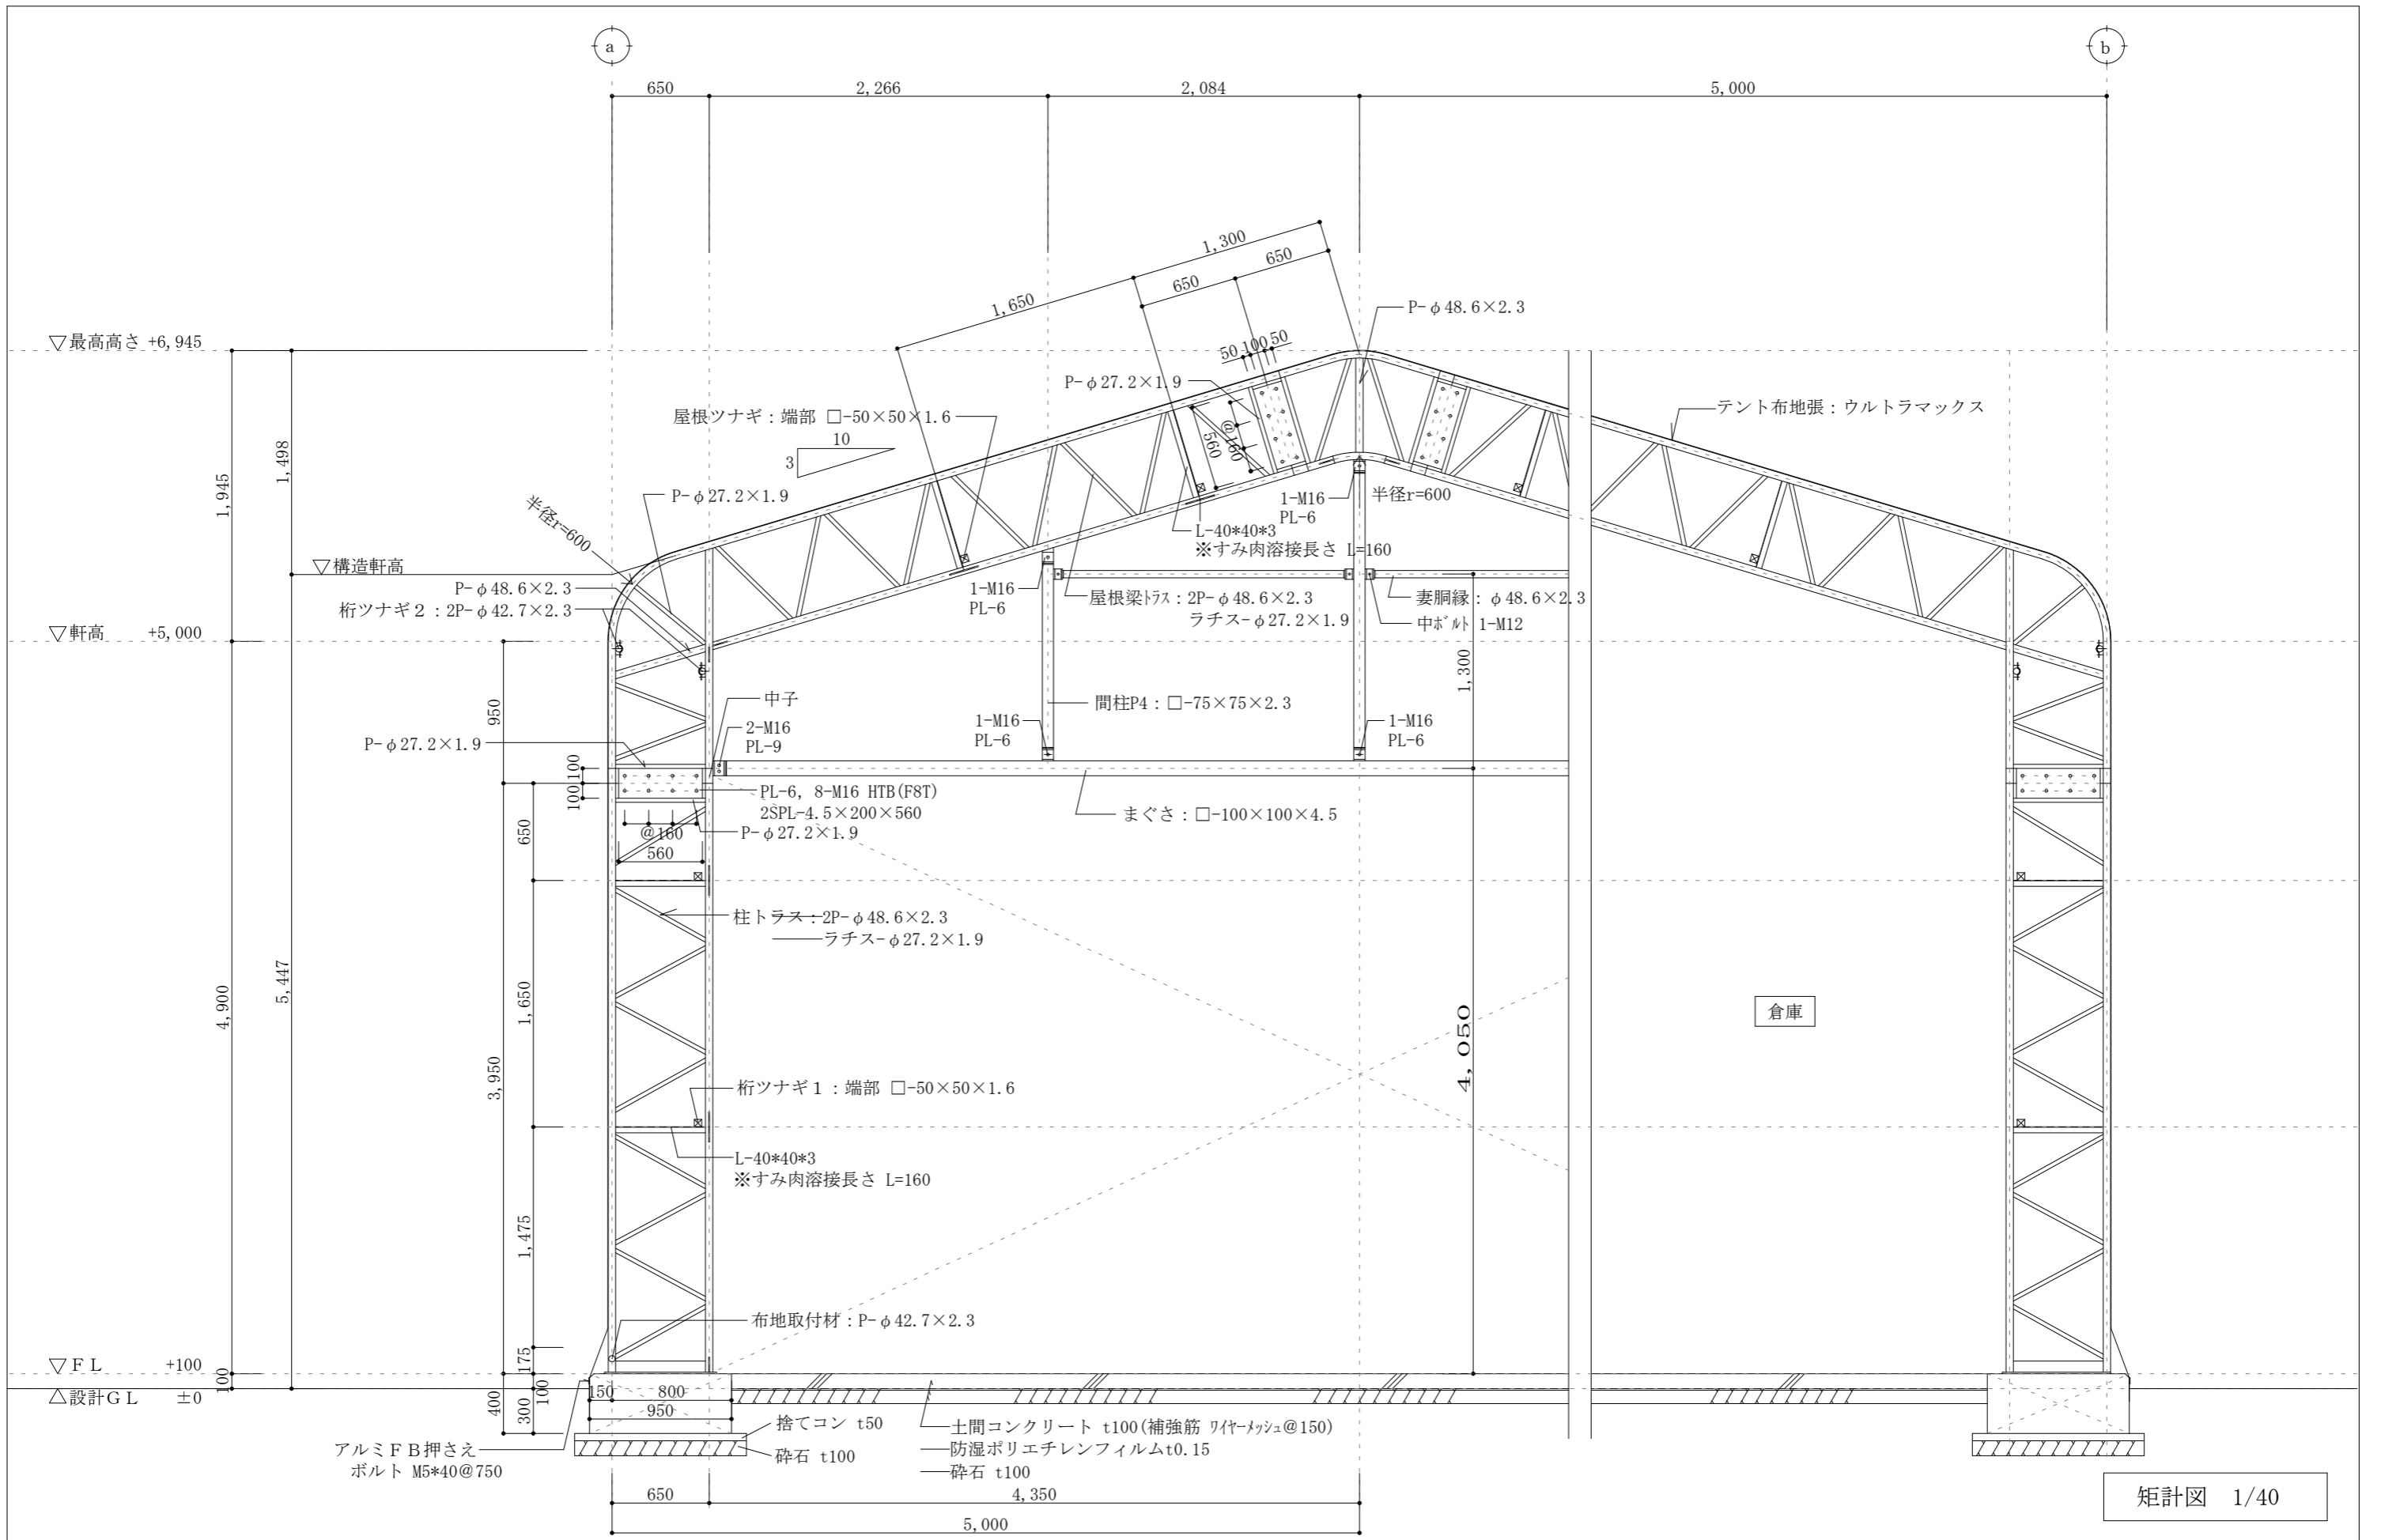 a
b
650
2,266
2,084
5,000
1,300
650
650
1,650
50
100
50
P-φ48.6×2.3
▽最高高さ +6,945
P-φ27.2×1.9
屋根ツナギ：端部 □-50×50×1.6
テント布地張：ウルトラマックス
10
3
@160
560
1,498
1,945
P-φ27.2×1.9
半径r=600
1-M16
PL-6
半径r=600
L-40*40*3
※すみ肉溶接長さ L=160
▽構造軒高
P-φ48.6×2.3
桁ツナギ２：2P-φ42.7×2.3
1-M16
PL-6
屋根梁トラス：2P-φ48.6×2.3
ラチス-φ27.2×1.9
妻胴縁：φ48.6×2.3
中ボルト 1-M12
▽軒高 +5,000
1,300
950
中子
間柱P4：□-75×75×2.3
2-M16
PL-9
1-M16
PL-6
1-M16
PL-6
P-φ27.2×1.9
100
100
PL-6, 8-M16 HTB(F8T)
2SPL-4.5×200×560
まぐさ：□-100×100×4.5
@160
P-φ27.2×1.9
560
650
柱トラス：2P-φ48.6×2.3
ラチス-φ27.2×1.9
4,900
5,447
1,650
倉庫
4,050
3,950
桁ツナギ１：端部 □-50×50×1.6
L-40*40*3
※すみ肉溶接長さ L=160
1,475
布地取付材：P-φ42.7×2.3
▽ＦＬ +100
175
100
△設計ＧＬ ±0
150
800
100
400
300
950
捨てコン t50
土間コンクリート t100(補強筋 ワイヤーメッシュ@150)
アルミＦＢ押さえ
防湿ポリエチレンフィルムt0.15
砕石 t100
ボルト M5*40@750
砕石 t100
650
4,350
5,000
矩計図　1/40